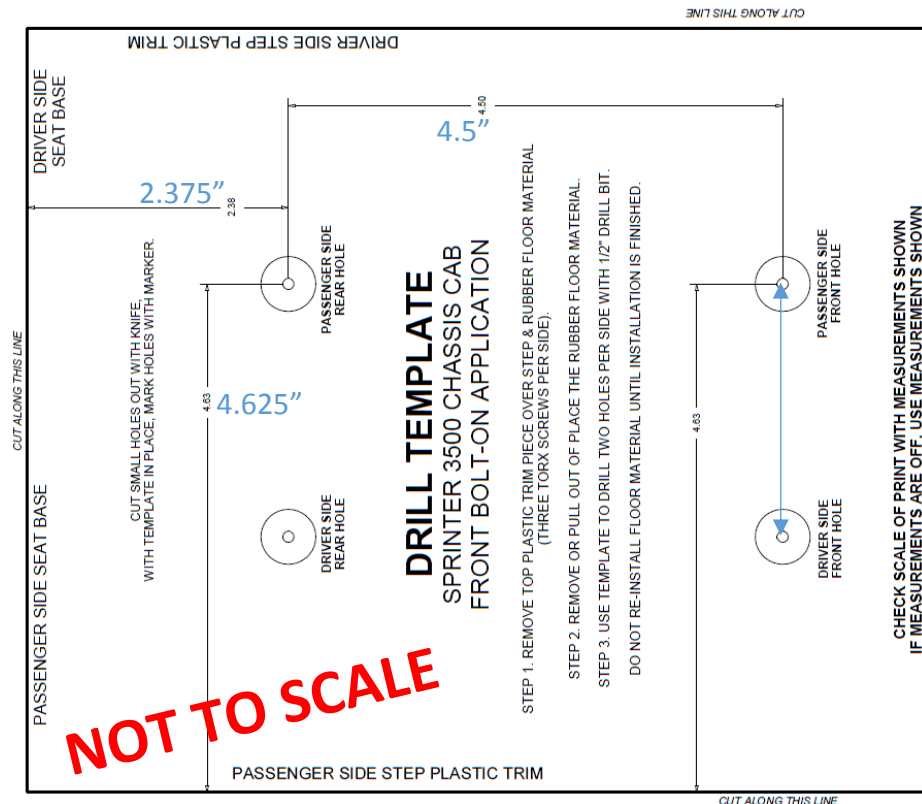 CUT ALONG THIS LINE
DRIVER SIDE STEP PLASTIC TRIM
DRIVER SIDE
SEAT BASE
4.50
4.5”
2.375”
2.38
CUT SMALL HOLES OUT WITH KNIFE,
WITH TEMPLATE IN PLACE, MARK HOLES WITH MARKER.
PASSENGER SIDE
REAR HOLE
PASSENGER SIDE
FRONT HOLE
CUT ALONG THIS LINE
4.63
4.625”
4.63
DRILL TEMPLATE
SPRINTER 3500 CHASSIS CAB
FRONT BOLT-ON APPLICATION
STEP 1. REMOVE TOP PLASTIC TRIM PIECE OVER STEP & RUBBER FLOOR MATERIAL
(THREE TORX SCREWS PER SIDE).
STEP 2. REMOVE OR PULL OUT OF PLACE THE RUBBER FLOOR MATERIAL.
STEP 3. USE TEMPLATE TO DRILL TWO HOLES PER SIDE WITH 1/2" DRILL BIT.
DO NOT RE-INSTALL FLOOR MATERIAL UNTIL INSTALLATION IS FINISHED.
PASSENGER SIDE SEAT BASE
DRIVER SIDE
REAR HOLE
DRIVER SIDE
FRONT HOLE
CHECK SCALE OF PRINT WITH MEASUREMENTS SHOWN
IF MEASUREMENTS ARE OFF, USE MEASUREMENTS SHOWN
NOT TO SCALE
PASSENGER SIDE STEP PLASTIC TRIM
CUT ALONG THIS LINE